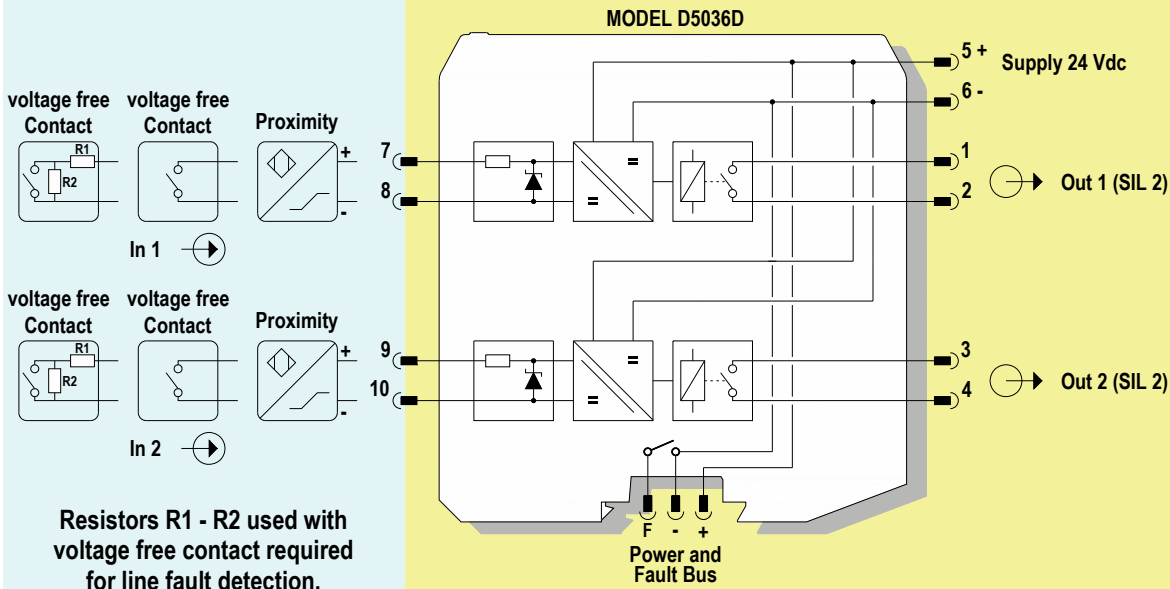 MODEL D5036D
5 +
Supply 24 Vdc
6 -
voltage free
Contact
voltage free
Contact
Proximity
R1
R2
+
-
7
8
1
2
Out 1 (SIL 2)
In 1
voltage free
Contact
voltage free
Contact
Proximity
R1
R2
+
-
9
10
3
4
Out 2 (SIL 2)
In 2
Resistors R1 - R2 used with
voltage free contact required
for line fault detection.
F - +
Power and
Fault Bus